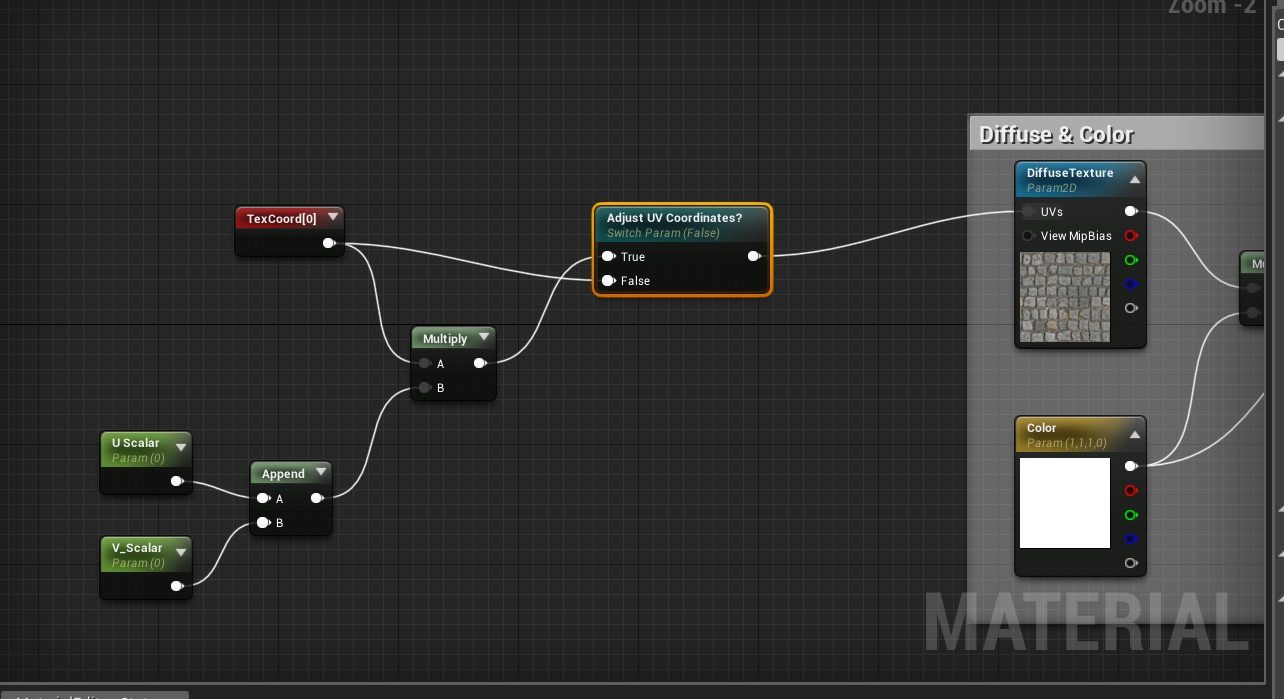 Zoom -2
Diffuse & Color
DiffuseTexture
Param2D
UVs
View MipBias
TexCoord[0]
Adjust UV Coordinates?
Switch Param (False)
True
False
Multiply
A
B
Color
Param (1,1,1,0)
U Scalar
Param (0)
Append
A
B
V_Scalar
Param (0)
MATERIAL